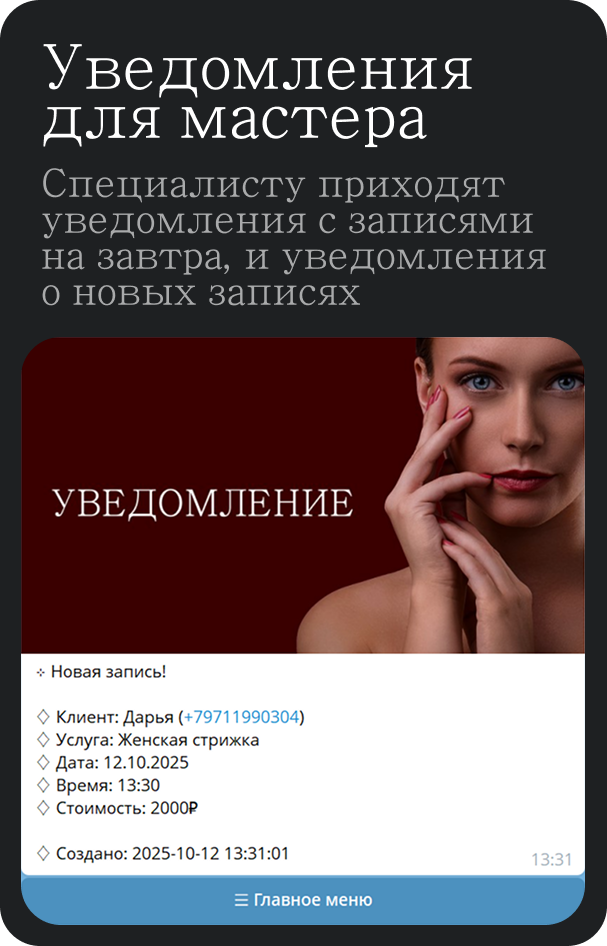 Уведомления
для мастера
Специалисту приходят
уведомления с записями
на завтра, и уведомления
о новых записях
УВЕДОМЛЕНИЕ
Новая запись!
♢ Клиент: Дарья (+79711990304)
♢ Услуга: Женская стрижка
♢ Дата: 12.10.2025
♢ Время: 13:30
♢ Стоимость: 2000₽
♢ Создано: 2025-10-12 13:31:01
13:31
☰ Главное меню